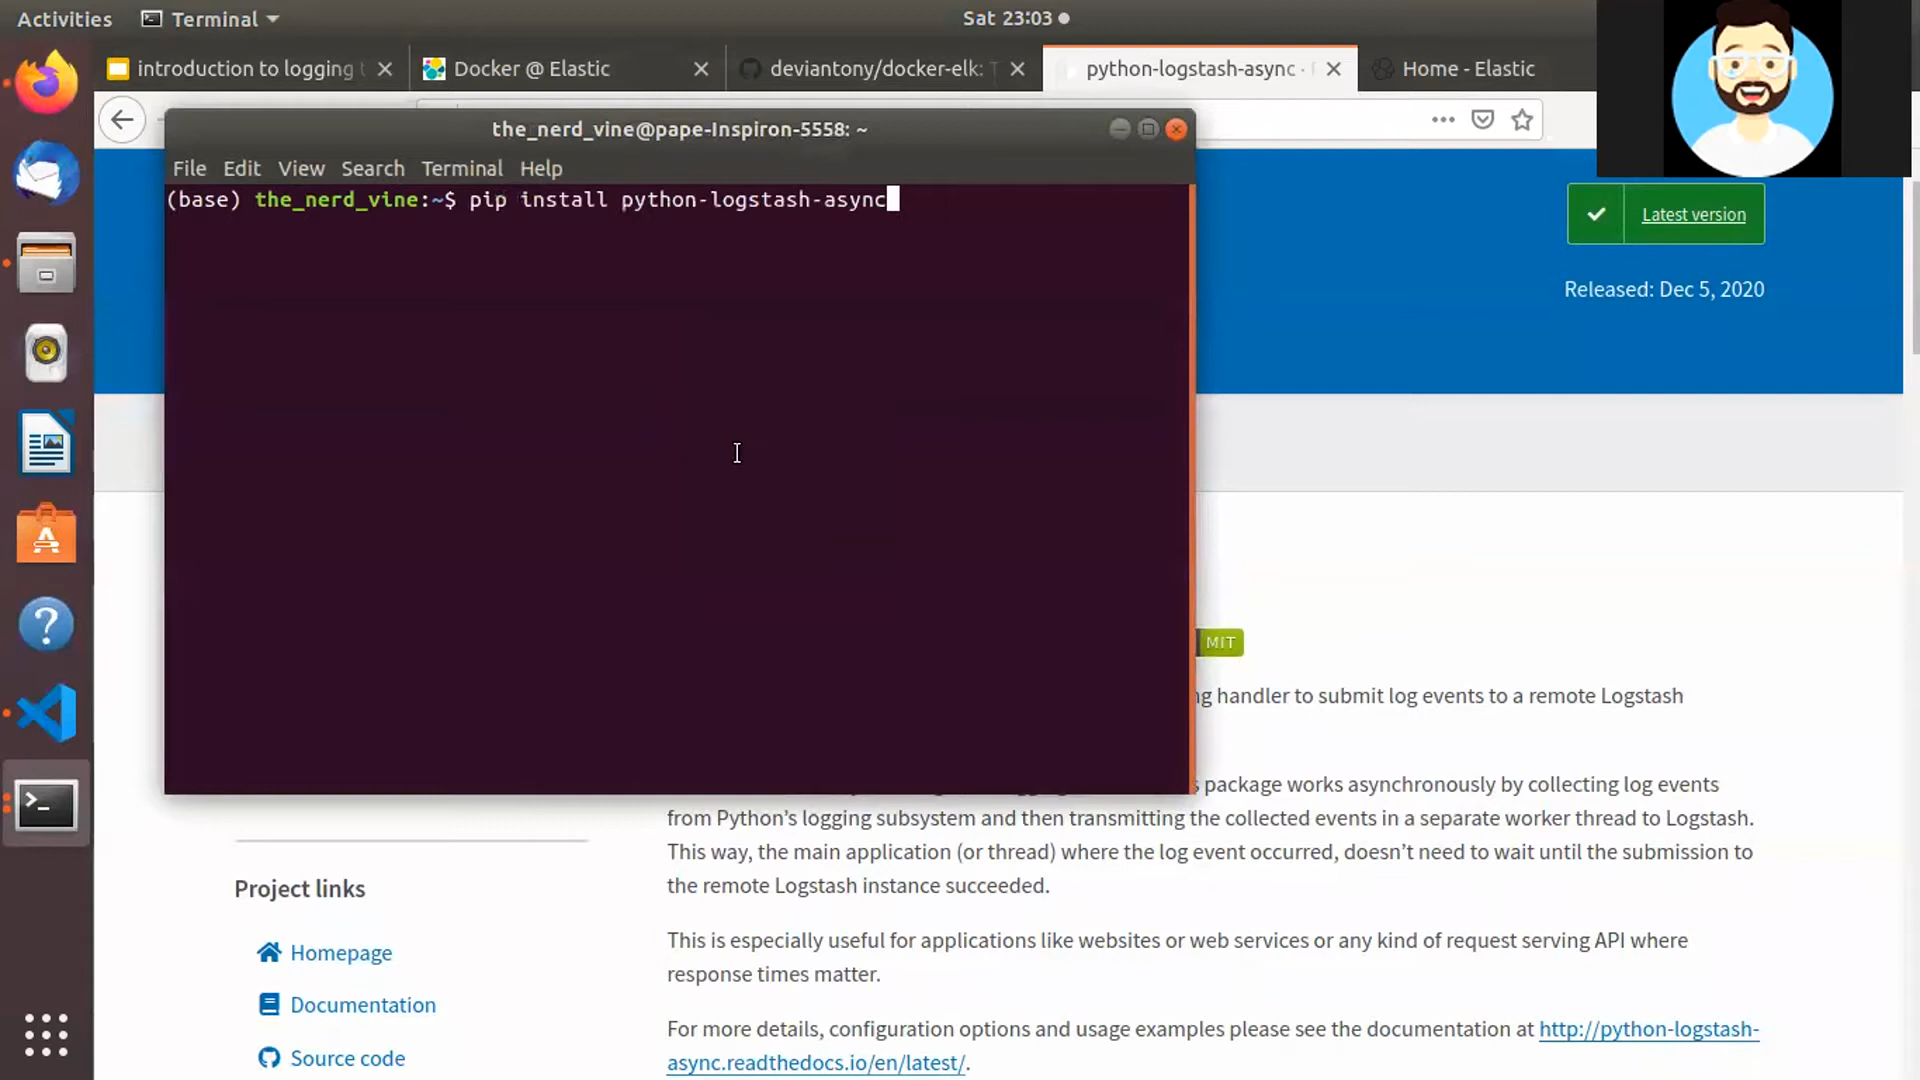 Activities
Terminal
Sat 23:03
introduction to logging
Docker @ Elastic
deviantony/docker-elk: T
python-logstash-async ·
Home - Elastic
the_nerd_vine@pape-Inspiron-5558: ~
File Edit View Search Terminal Help
(base) the_nerd_vine:~$ pip install python-logstash-async
Latest version
Released: Dec 5, 2020
MIT
ng handler to submit log events to a remote Logstash
s package works asynchronously by collecting log events
from Python's logging subsystem and then transmitting the collected events in a separate worker thread to Logstash.
This way, the main application (or thread) where the log event occurred, doesn't need to wait until the submission to
the remote Logstash instance succeeded.
Project links
Homepage
This is especially useful for applications like websites or web services or any kind of request serving API where
response times matter.
Documentation
For more details, configuration options and usage examples please see the documentation at http://python-logstash-
async.readthedocs.io/en/latest/.
Source code